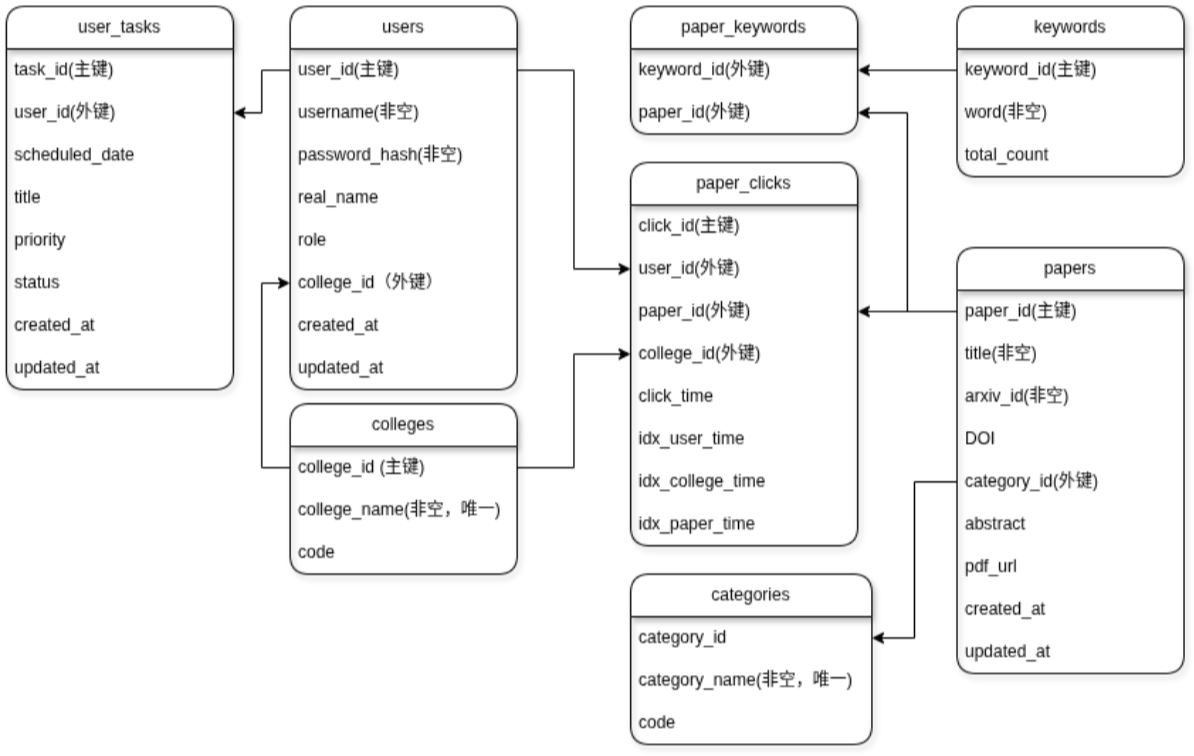 user_tasks
task_id(主键)
user_id(外键)
scheduled_date
title
priority
status
created_at
updated_at
users
user_id(主键)
username(非空)
password_hash(非空)
real_name
role
college_id（外键）
created_at
updated_at
colleges
college_id (主键)
college_name(非空，唯一)
code
paper_keywords
keyword_id(外键)
paper_id(外键)
paper_clicks
click_id(主键)
user_id(外键)
paper_id(外键)
college_id(外键)
click_time
idx_user_time
idx_college_time
idx_paper_time
categories
category_id
category_name(非空，唯一)
code
keywords
keyword_id(主键)
word(非空)
total_count
papers
paper_id(主键)
title(非空)
arxiv_id(非空)
DOI
category_id(外键)
abstract
pdf_url
created_at
updated_at